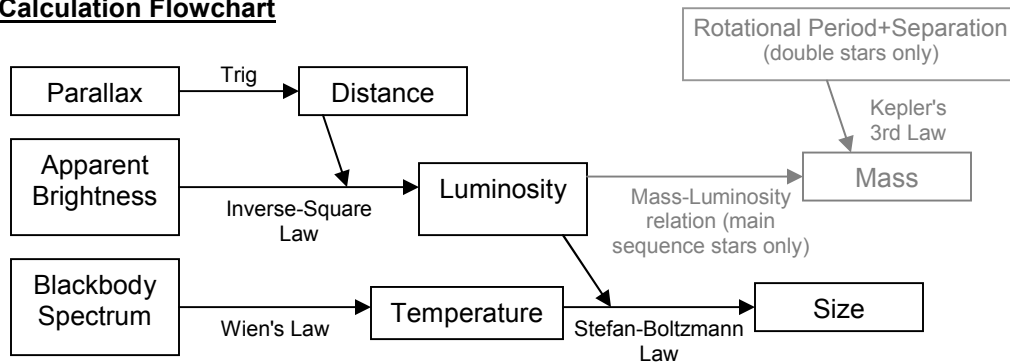 Calculation Flowchart
Rotational Period+Separation
(double stars only)
Parallax
Trig
Distance
Kepler's
3rd Law
Apparent
Brightness
Inverse-Square
Law
Luminosity
Mass-Luminosity
relation (main
sequence stars only)
Mass
Blackbody
Spectrum
Wien's Law
Temperature
Stefan-Boltzmann
Law
Size